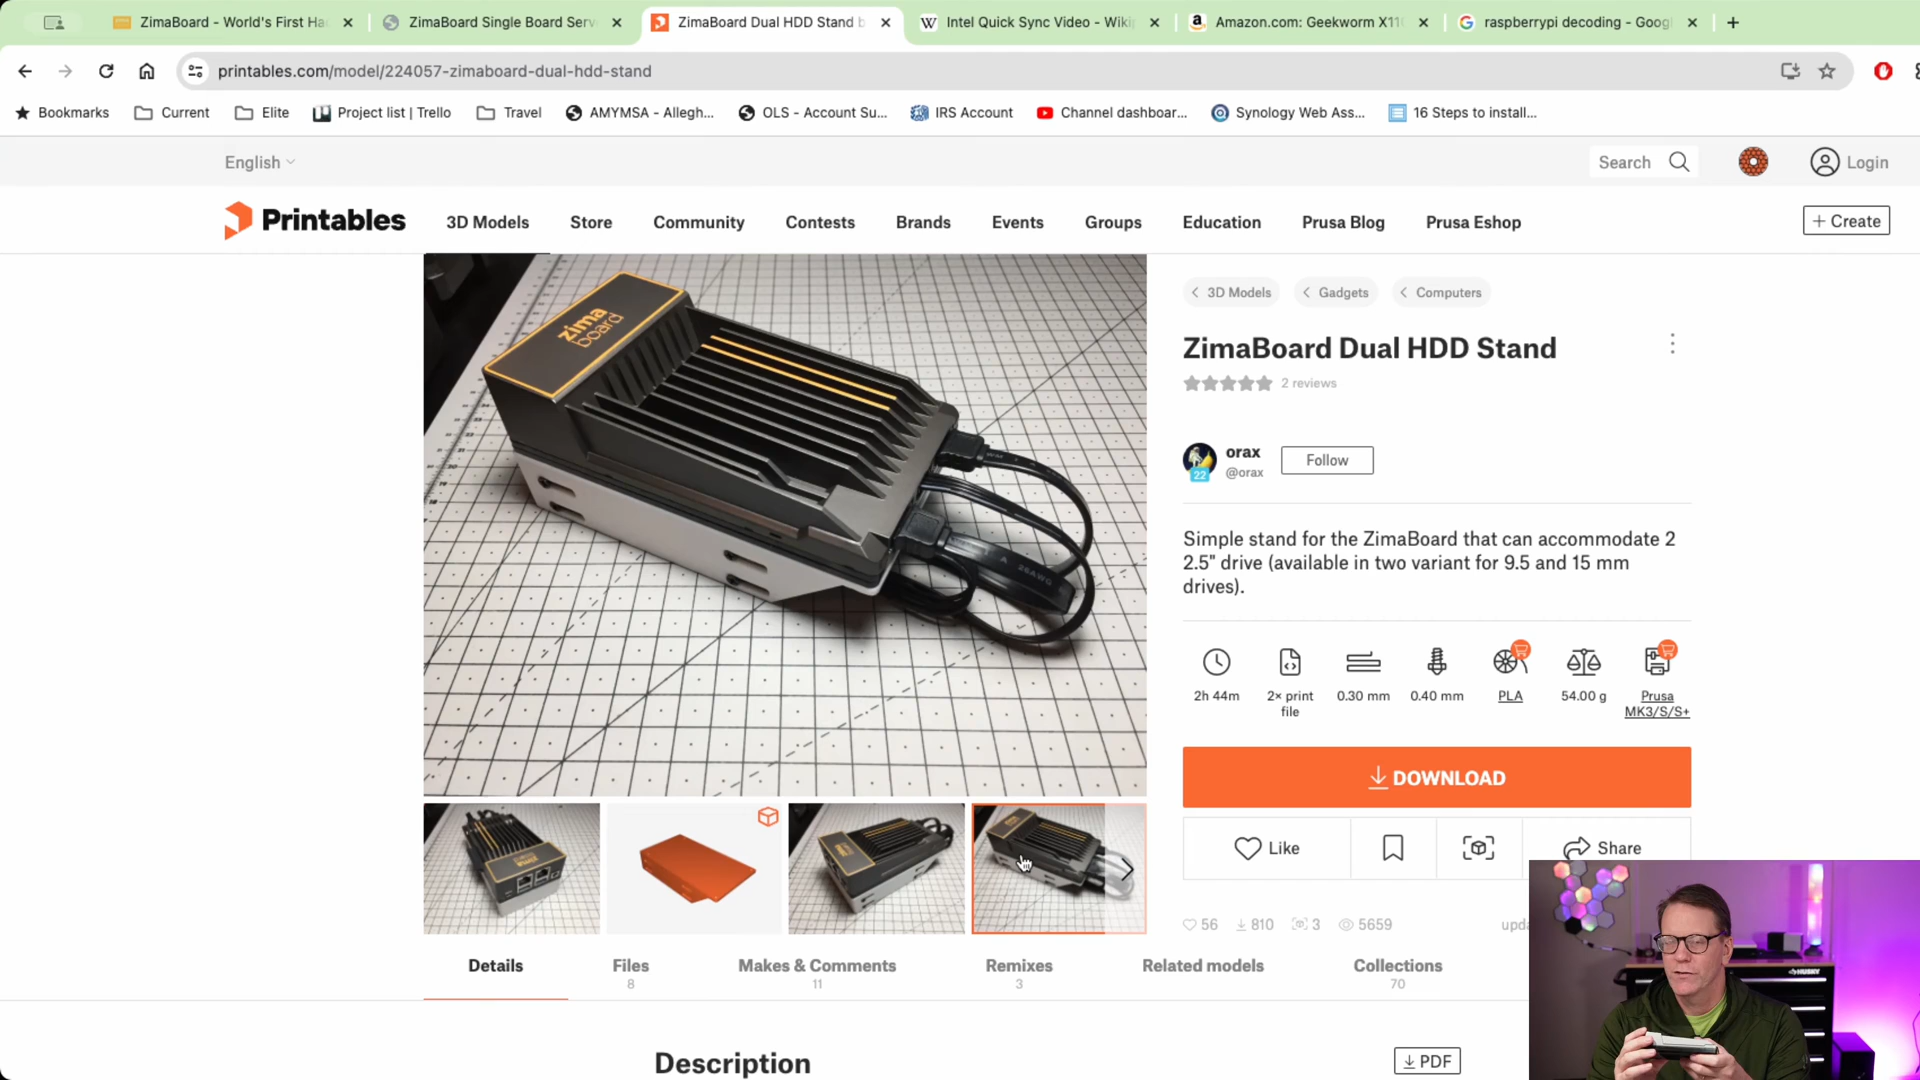 ZimaBoard - World's First Ha
ZimaBoard Single Board Serv
ZimaBoard Dual HDD Stand b
Intel Quick Sync Video - Wiki
Amazon.com: Geekworm X110
raspberrypi decoding - Goog
printables.com/model/224057-zimaboard-dual-hdd-stand
Bookmarks
Current
Elite
Project list | Trello
Travel
AMYMSA - Allegh...
OLS - Account Su...
IRS Account
Channel dashboar...
Synology Web Ass...
16 Steps to install...
English
Search
Login
Printables
3D Models
Store
Community
Contests
Brands
Events
Groups
Education
Prusa Blog
Prusa Eshop
+ Create
zima
board
A 26AWG
3D Models
Gadgets
Computers
ZimaBoard Dual HDD Stand
2 reviews
22
orax
@orax
Follow
Simple stand for the ZimaBoard that can accommodate 2
2.5" drive (available in two variant for 9.5 and 15 mm
drives).
2h 44m
2× print
file
0.30 mm
0.40 mm
PLA
54.00 g
Prusa
MK3/S/S+
DOWNLOAD
Like
Share
56
810
3
5659
upda
Details
Files
8
Makes & Comments
11
Remixes
3
Related models
Collections
70
Description
PDF
HUSKY